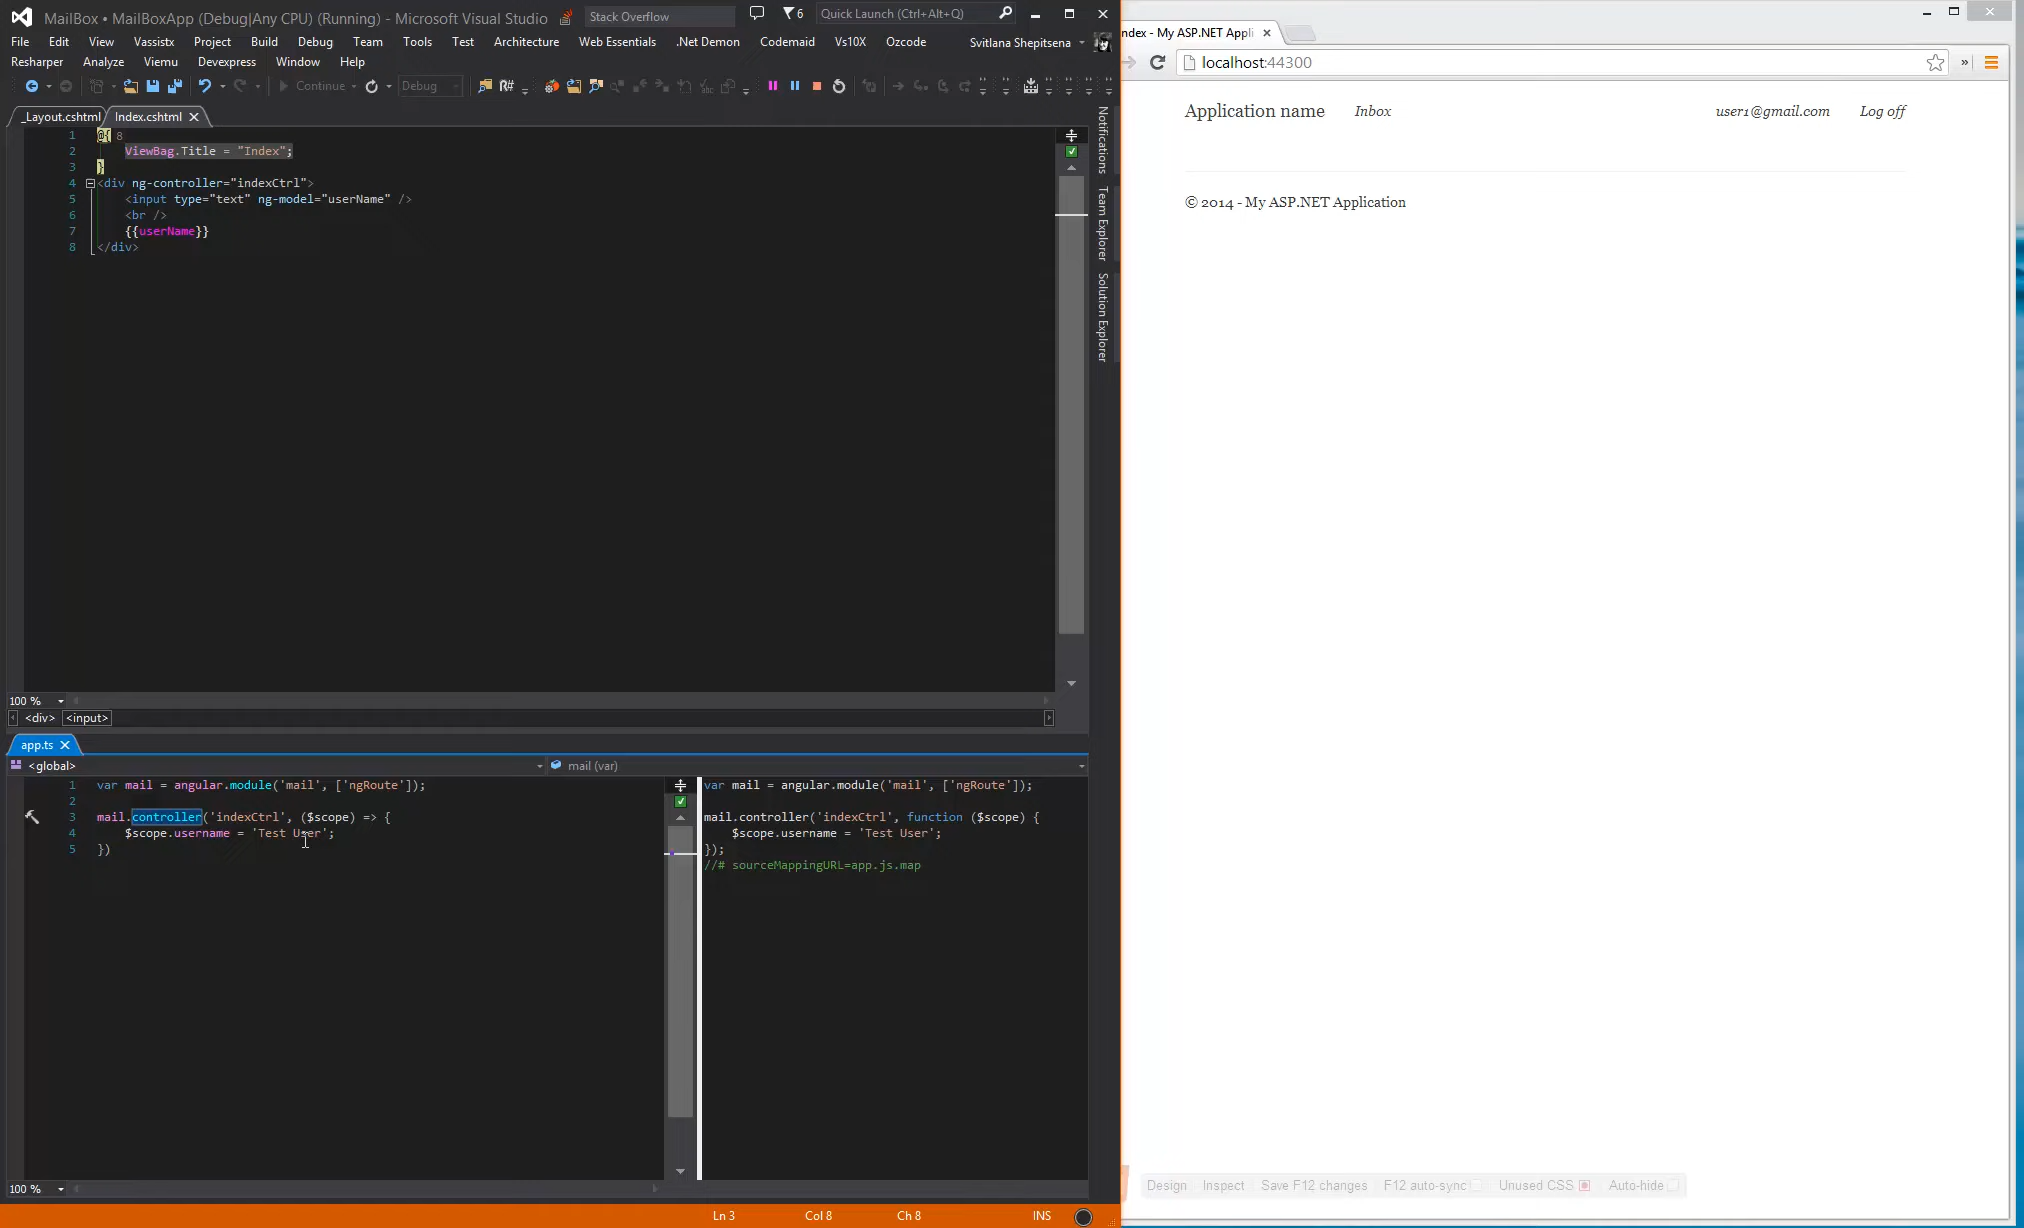 MailBox • MailBoxApp (Debug|Any CPU) (Running) - Microsoft Visual Studio
Stack Overflow
6
Quick Launch (Ctrl+Alt+Q)
File Edit View Vassistx Project Build Debug Team Tools Test Architecture Web Essentials .Net Demon Codemaid Vs10X Ozcode Svitlana Shepitsena
Resharper Analyze Viemu Devexpress Window Help
Continue Debug R#
_Layout.cshtml Index.cshtml
1 @{ 8
2 ViewBag.Title = "Index";
3 }
4 <div ng-controller="indexCtrl">
5 <input type="text" ng-model="userName" />
6 <br />
7 {{userName}}
8 </div>
100 %
<div> <input>
Notifications
Team Explorer
Solution Explorer
app.ts
<global> mail (var)
1 var mail = angular.module('mail', ['ngRoute']);
2
3 mail.controller('indexCtrl', ($scope) => {
4 $scope.username = 'Test User';
5 })
var mail = angular.module('mail', ['ngRoute']);
mail.controller('indexCtrl', function ($scope) {
$scope.username = 'Test User';
});
//# sourceMappingURL=app.js.map
100 %
Ln 3 Col 8 Ch 8 INS
ndex - My ASP.NET Appli
localhost:44300
»
Application name Inbox user1@gmail.com Log off
© 2014 - My ASP.NET Application
Design Inspect Save F12 changes F12 auto-sync Unused CSS Auto-hide